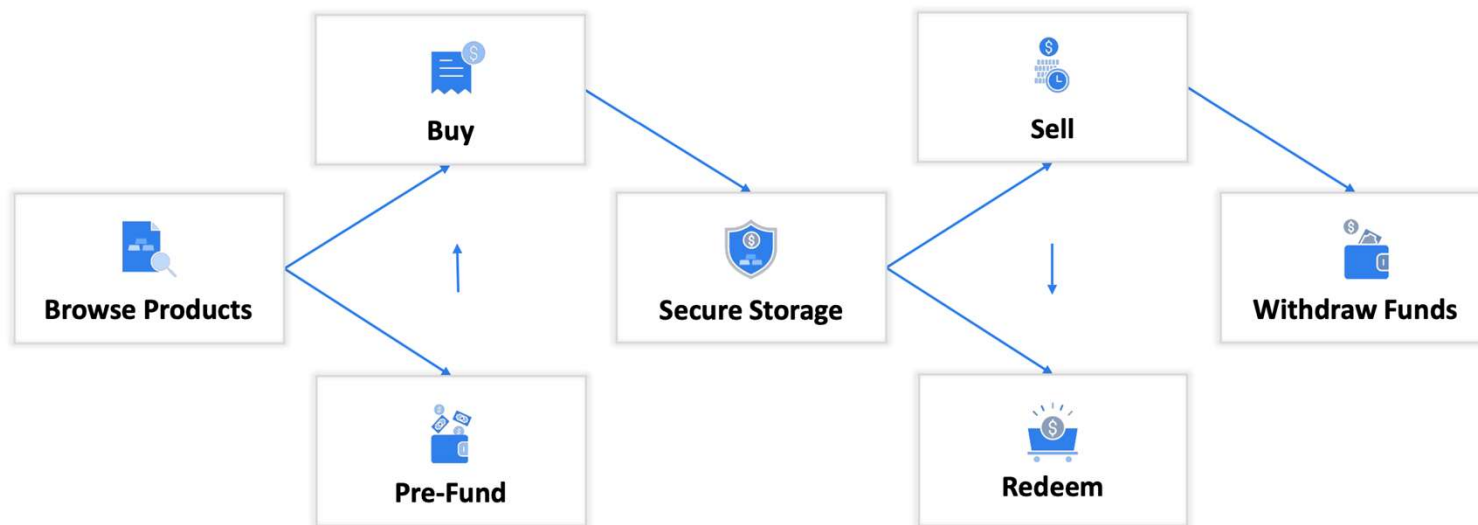 Buy
Sell
Browse Products
Secure Storage
Withdraw Funds
Pre-Fund
Redeem